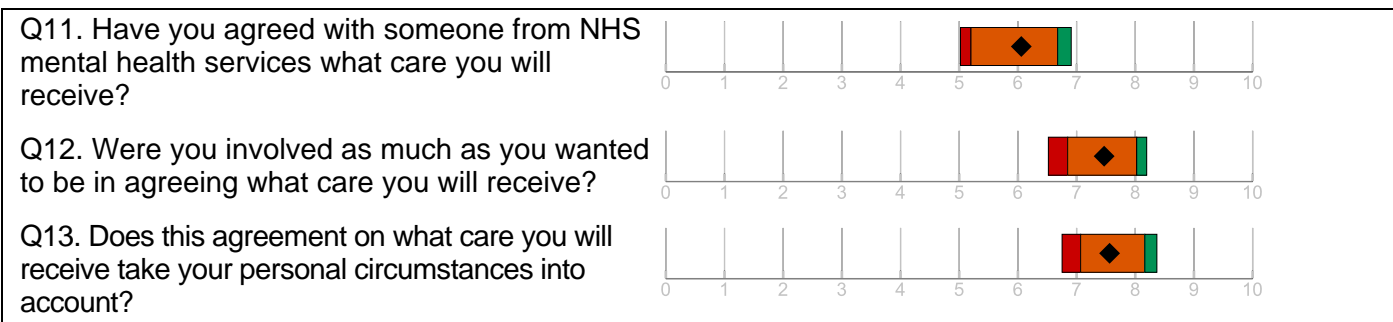 Q11. Have you agreed with someone from NHS
mental health services what care you will
receive?
0 1 2 3 4 5 6 7 8 9 10
Q12. Were you involved as much as you wanted
to be in agreeing what care you will receive?
0 1 2 3 4 5 6 7 8 9 10
Q13. Does this agreement on what care you will
receive take your personal circumstances into
account?
0 1 2 3 4 5 6 7 8 9 10